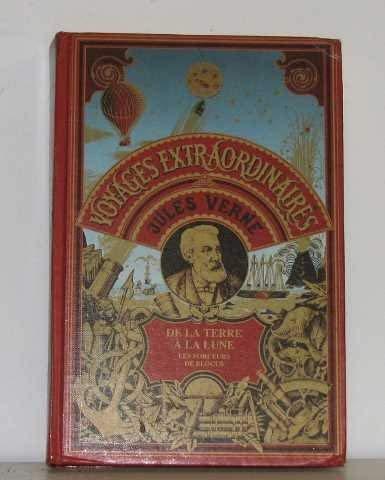 VOYAGES EXTRAORDINAIRES
JULES VERNE
DE LA TERRE
A LA LUNE
LES FORCEURS
DE BLOCUS